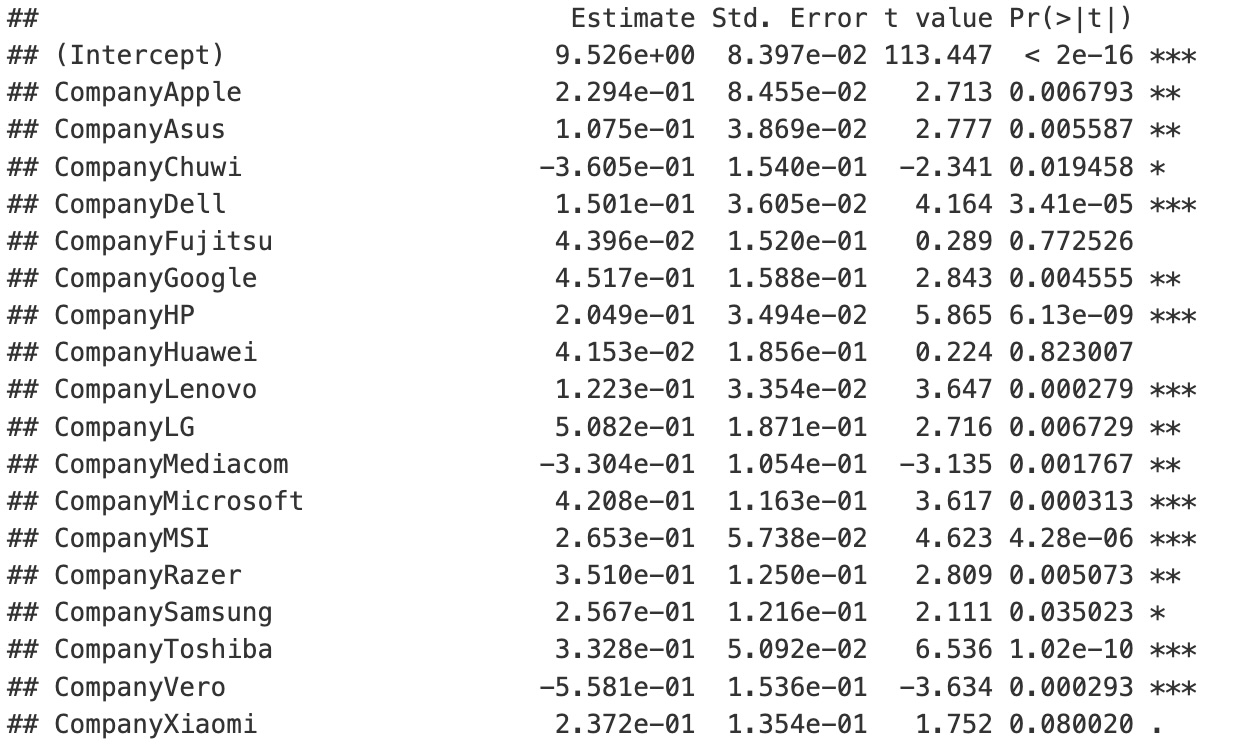 ##                                  Estimate Std. Error t value Pr(>|t|)
## (Intercept)                     9.526e+00  8.397e-02 113.447  < 2e-16 ***
## CompanyApple                    2.294e-01  8.455e-02   2.713 0.006793 **
## CompanyAsus                     1.075e-01  3.869e-02   2.777 0.005587 **
## CompanyChuwi                   −3.605e-01  1.540e-01  −2.341 0.019458 *
## CompanyDell                     1.501e-01  3.605e-02   4.164 3.41e-05 ***
## CompanyFujitsu                  4.396e-02  1.520e-01   0.289 0.772526
## CompanyGoogle                   4.517e-01  1.588e-01   2.843 0.004555 **
## CompanyHP                       2.049e-01  3.494e-02   5.865 6.13e-09 ***
## CompanyHuawei                   4.153e-02  1.856e-01   0.224 0.823007
## CompanyLenovo                   1.223e-01  3.354e-02   3.647 0.000279 ***
## CompanyLG                       5.082e-01  1.871e-01   2.716 0.006729 **
## CompanyMediacom                −3.304e-01  1.054e-01  −3.135 0.001767 **
## CompanyMicrosoft                4.208e-01  1.163e-01   3.617 0.000313 ***
## CompanyMSI                      2.653e-01  5.738e-02   4.623 4.28e-06 ***
## CompanyRazer                    3.510e-01  1.250e-01   2.809 0.005073 **
## CompanySamsung                  2.567e-01  1.216e-01   2.111 0.035023 *
## CompanyToshiba                  3.328e-01  5.092e-02   6.536 1.02e-10 ***
## CompanyVero                    −5.581e-01  1.536e-01  −3.634 0.000293 ***
## CompanyXiaomi                   2.372e-01  1.354e-01   1.752 0.080020 .